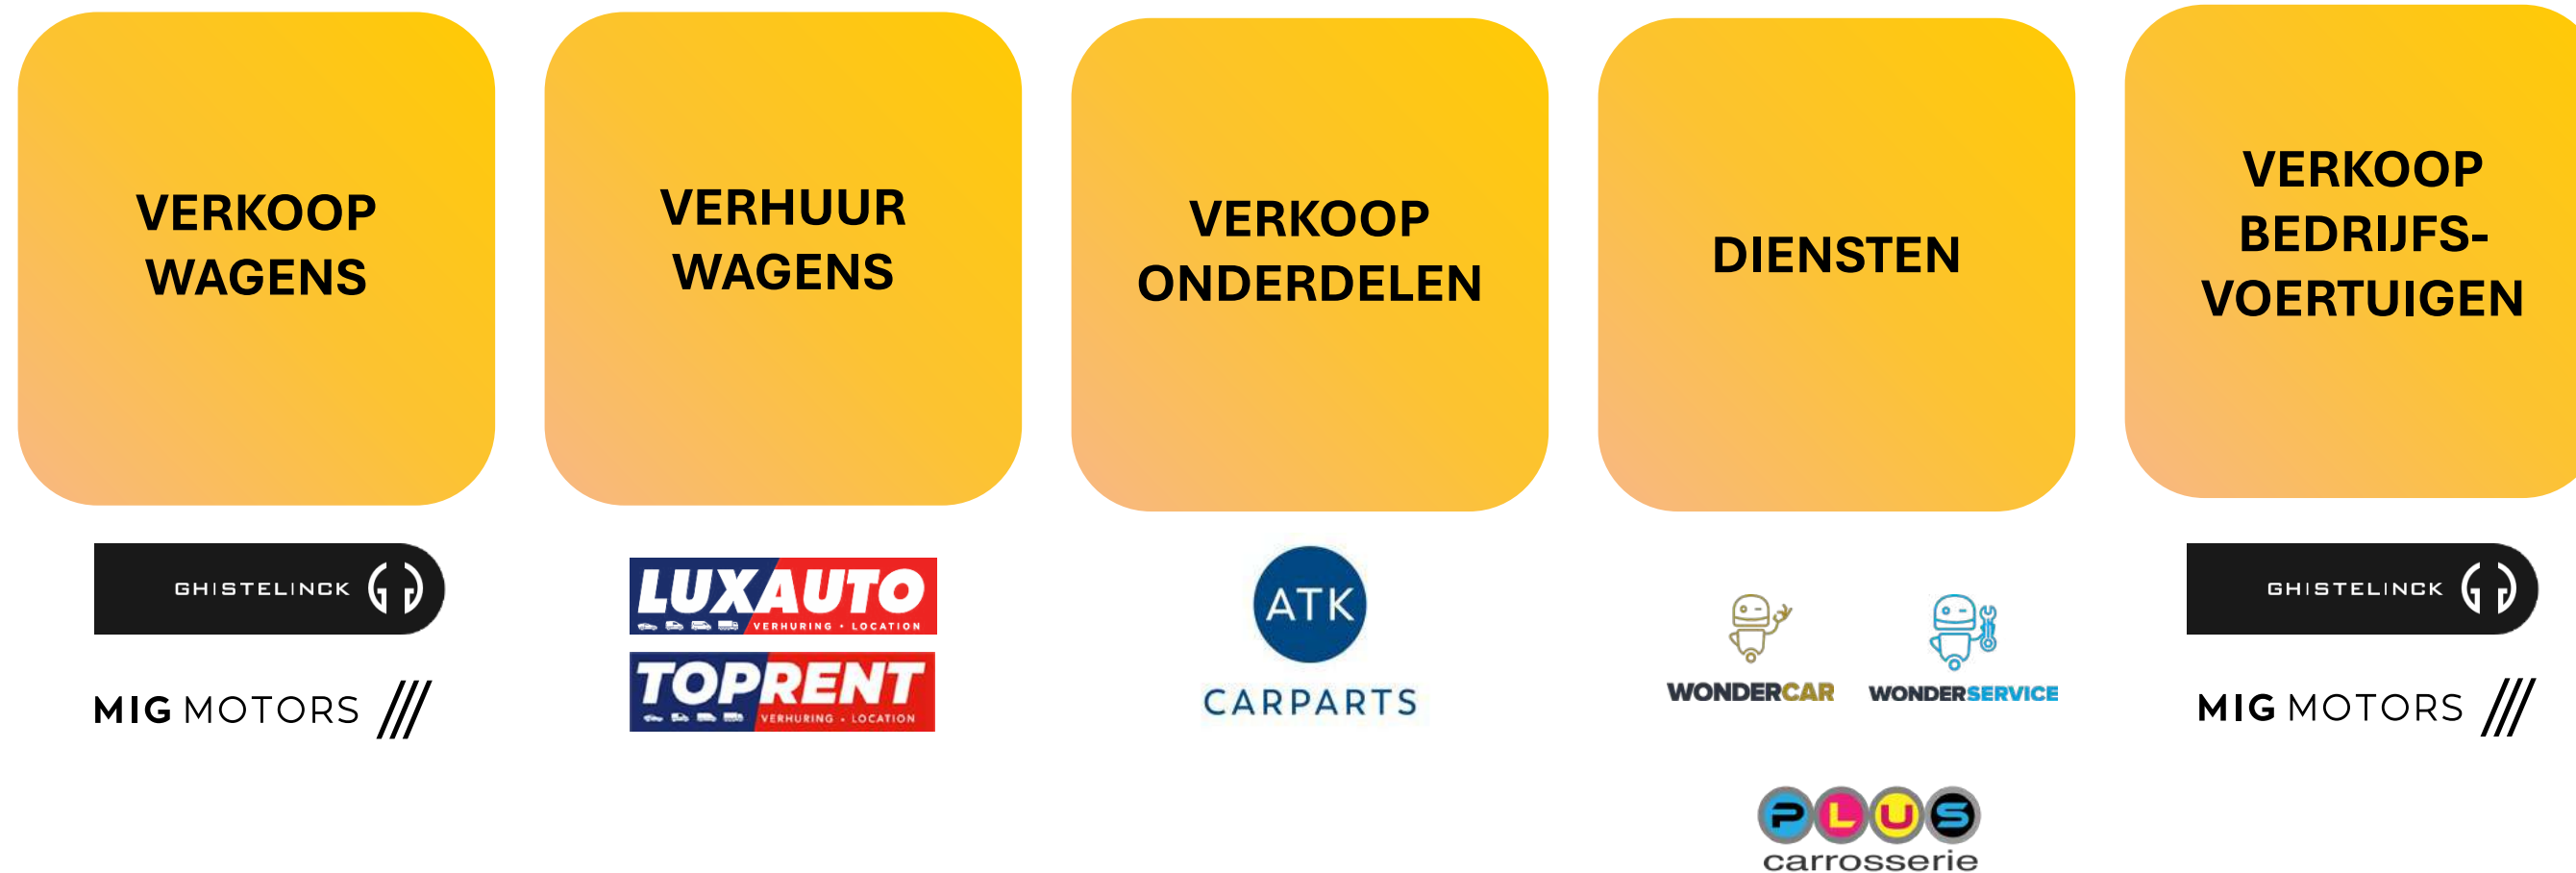 VERKOOP
WAGENS
VERHUUR
WAGENS
VERKOOP
ONDERDELEN
DIENSTEN
VERKOOP
BEDRIJFS-
VOERTUIGEN
GHISTELINCK
MIG MOTORS
LUXAUTO
VERHURING • LOCATION
TOPRENT
VERHURING • LOCATION
ATK
CARPARTS
WONDERCAR
WONDERSERVICE
PLUS
carrosserie
GHISTELINCK
MIG MOTORS